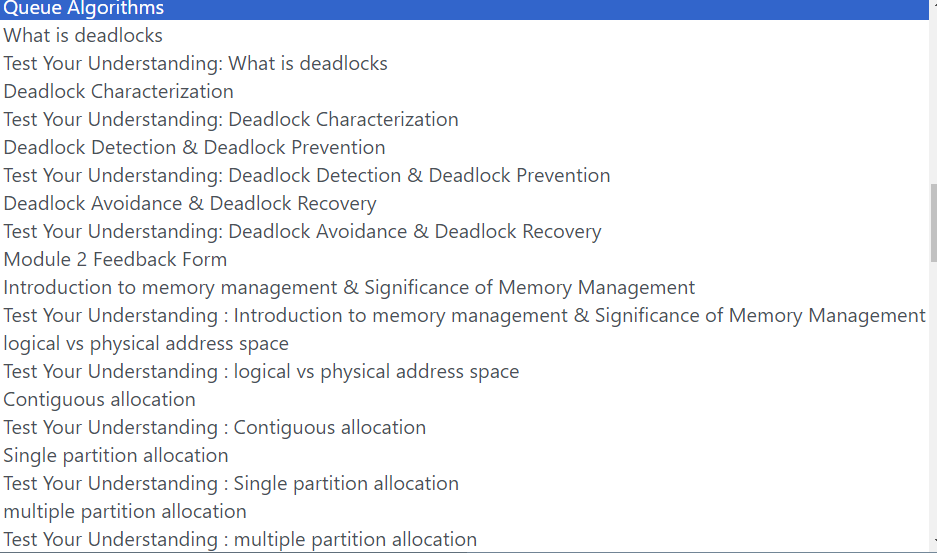 Queue Algorithms
What is deadlocks
Test Your Understanding: What is deadlocks
Deadlock Characterization
Test Your Understanding: Deadlock Characterization
Deadlock Detection & Deadlock Prevention
Test Your Understanding: Deadlock Detection & Deadlock Prevention
Deadlock Avoidance & Deadlock Recovery
Test Your Understanding: Deadlock Avoidance & Deadlock Recovery
Module 2 Feedback Form
Introduction to memory management & Significance of Memory Management
Test Your Understanding : Introduction to memory management & Significance of Memory Management
logical vs physical address space
Test Your Understanding : logical vs physical address space
Contiguous allocation
Test Your Understanding : Contiguous allocation
Single partition allocation
Test Your Understanding : Single partition allocation
multiple partition allocation
Test Your Understanding : multiple partition allocation